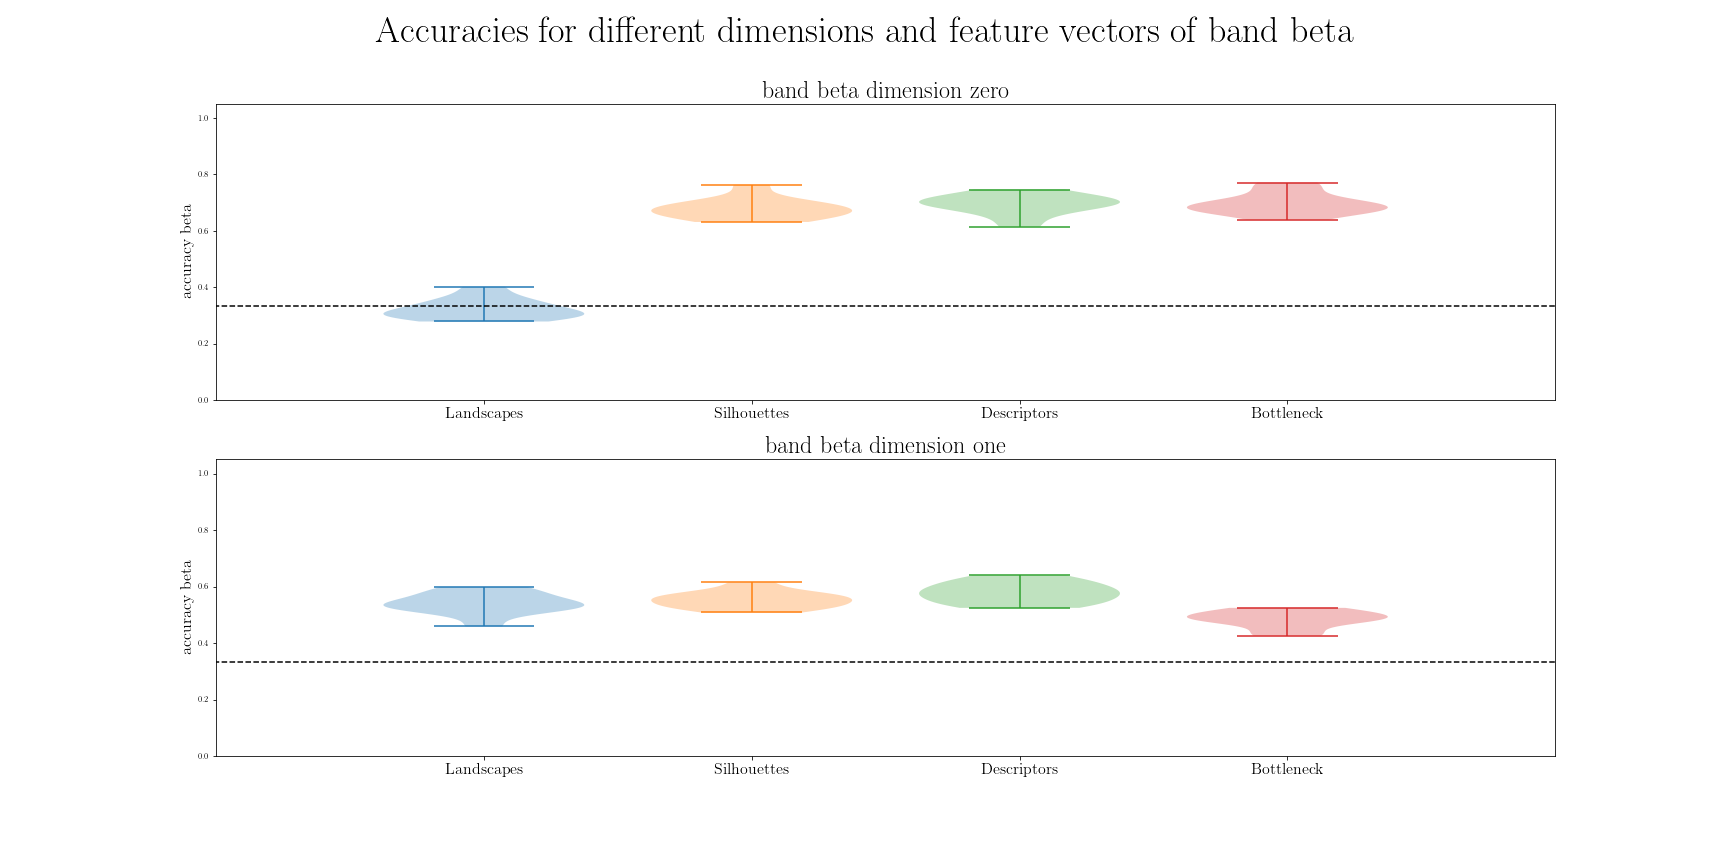 Accuracies for different dimensions and feature vectors of band beta
band beta dimension zero
1.0
0.8
0.6
0.4
0.2
0.0
accuracy beta
Landscapes Silhouettes Descriptors Bottleneck
band beta dimension one
1.0
0.8
0.6
0.4
0.2
0.0
accuracy beta
Landscapes Silhouettes Descriptors Bottleneck